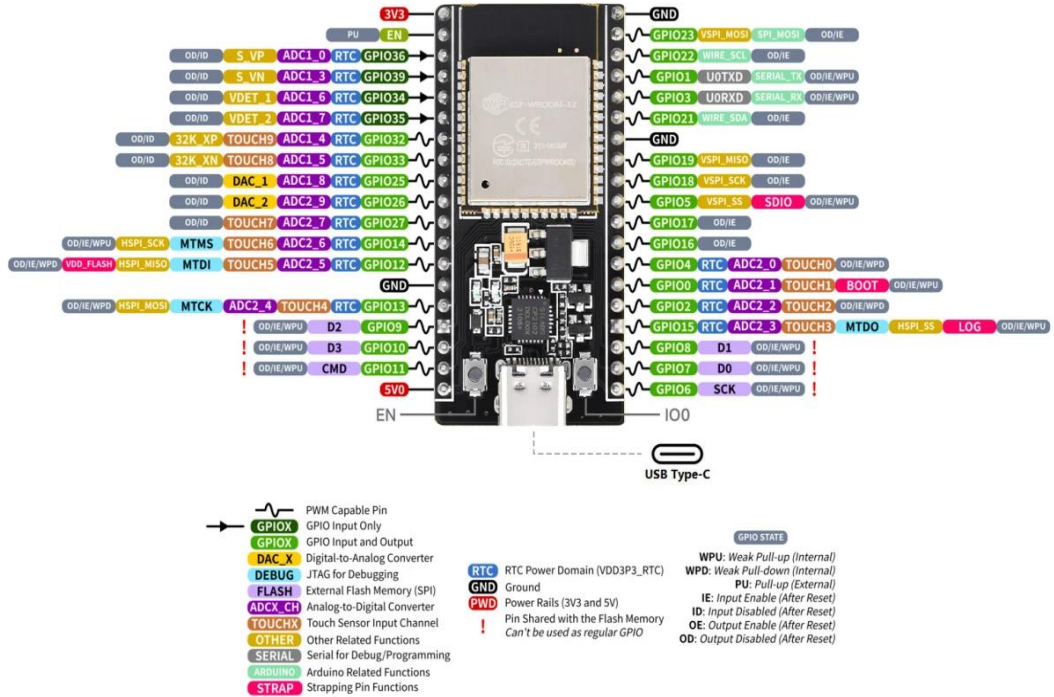 3V3
PU EN
OD/ID S_VP ADC1_0 RTC GPIO36
OD/ID S_VN ADC1_3 RTC GPIO39
OD/ID VDET_1 ADC1_6 RTC GPIO34
OD/ID VDET_2 ADC1_7 RTC GPIO35
OD/ID 32K_XP TOUCH9 ADC1_4 RTC GPIO32
OD/ID 32K_XN TOUCH8 ADC1_5 RTC GPIO33
OD/ID DAC_1 ADC1_8 RTC GPIO25
OD/ID DAC_2 ADC2_9 RTC GPIO26
OD/ID TOUCH7 ADC2_7 RTC GPIO27
OD/IE/WPU HSPI_SCK MTMS TOUCH6 ADC2_6 RTC GPIO14
OD/IE/WPD VDD_FLASH HSPI_MISO MTDI TOUCH5 ADC2_5 RTC GPIO12
GND
OD/IE/WPD HSPI_MOSI MTCK ADC2_4 TOUCH4 RTC GPIO13
! OD/IE/WPU D2 GPIO9
! OD/IE/WPU D3 GPIO10
! OD/IE/WPU CMD GPIO11
5V0
EN
GND
GPIO23 VSPI_MOSI SPI_MOSI OD/IE
GPIO22 WIRE_SCL OD/IE
GPIO1 U0TXD SERIAL_TX OD/IE/WPU
GPIO3 U0RXD SERIAL_RX OD/IE/WPU
GPIO21 WIRE_SDA OD/IE
GND
GPIO19 VSPI_MISO OD/IE
GPIO18 VSPI_SCK OD/IE
GPIO5 VSPI_SS SDIO OD/IE/WPU
GPIO17 OD/IE
GPIO16 OD/IE
GPIO4 RTC ADC2_0 TOUCH0 OD/IE/WPD
GPIO0 RTC ADC2_1 TOUCH1 BOOT OD/IE/WPU
GPIO2 RTC ADC2_2 TOUCH2 OD/IE/WPD
GPIO15 RTC ADC2_3 TOUCH3 MTDO HSPI_SS LOG OD/IE/WPU
GPIO8 D1 OD/IE/WPU !
GPIO7 D0 OD/IE/WPU !
GPIO6 SCK OD/IE/WPU !
IO0
ESP-WROOM-32
CE
USB Type-C
PWM Capable Pin
GPIOX GPIO Input Only
GPIOX GPIO Input and Output
DAC_X Digital-to-Analog Converter
DEBUG JTAG for Debugging
FLASH External Flash Memory (SPI)
ADCX_CH Analog-to-Digital Converter
TOUCHX Touch Sensor Input Channel
OTHER Other Related Functions
SERIAL Serial for Debug/Programming
ARDUINO Arduino Related Functions
STRAP Strapping Pin Functions
RTC RTC Power Domain (VDD3P3_RTC)
GND Ground
PWD Power Rails (3V3 and 5V)
! Pin Shared with the Flash Memory
Can't be used as regular GPIO
GPIO STATE
WPU: Weak Pull-up (Internal)
WPD: Weak Pull-down (Internal)
PU: Pull-up (External)
IE: Input Enable (After Reset)
ID: Input Disabled (After Reset)
OE: Output Enable (After Reset)
OD: Output Disabled (After Reset)